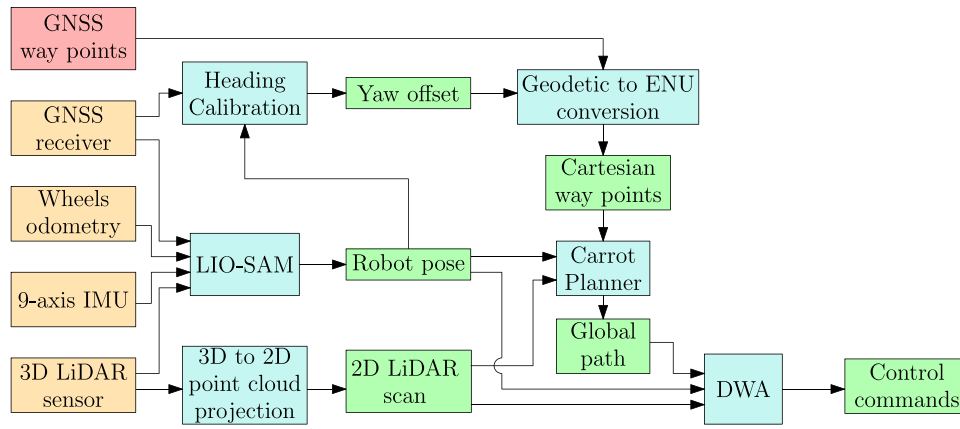 GNSS
way points
Heading
Calibration
Yaw offset
Geodetic to ENU
conversion
GNSS
receiver
Cartesian
way points
Wheels
odometry
LIO-SAM
Robot pose
Carrot
Planner
9-axis IMU
Global
path
3D LiDAR
sensor
3D to 2D
point cloud
projection
2D LiDAR
scan
DWA
Control
commands